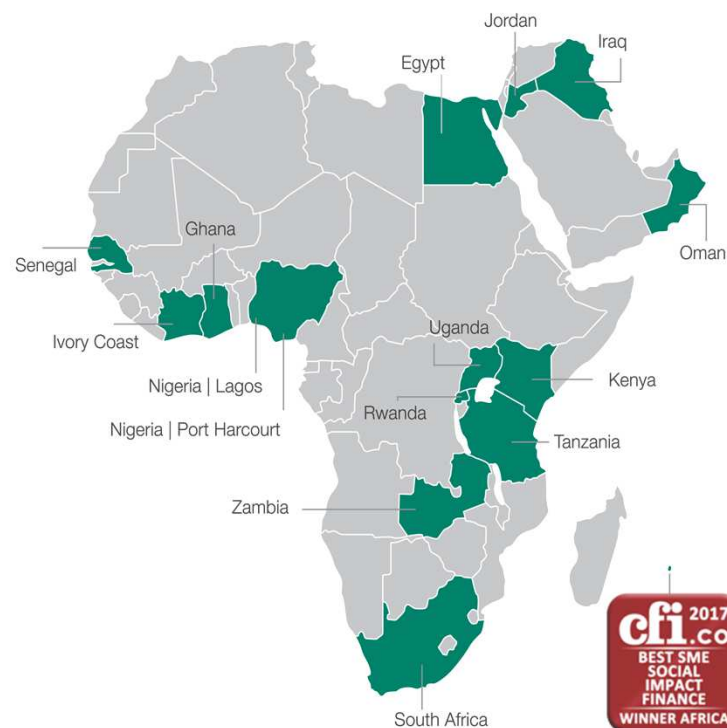 Jordan
Iraq
Egypt
Ghana
Oman
Senegal
Ivory Coast
Uganda
Nigeria | Lagos
Kenya
Rwanda
Nigeria | Port Harcourt
Tanzania
Zambia
South Africa
cfi.co 2017
BEST SME
SOCIAL
IMPACT
FINANCE
WINNER AFRICA